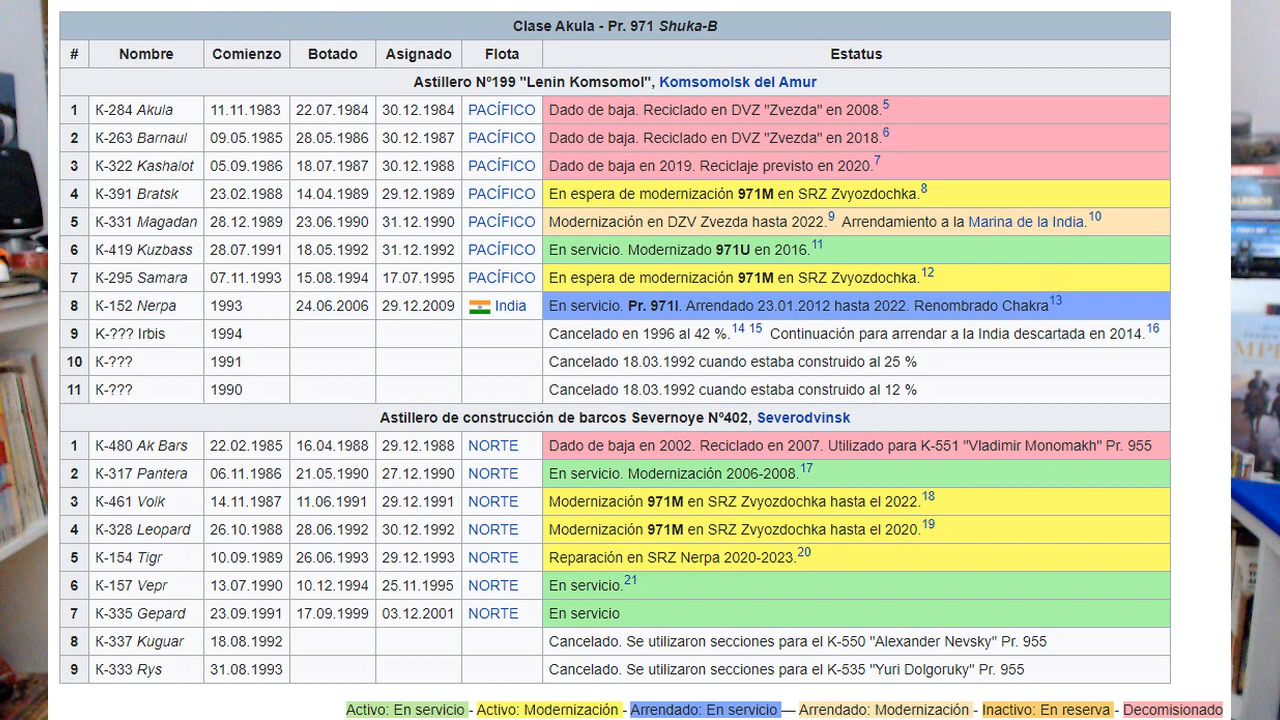 Clase Akula - Pr. 971 Shuka-B
# Nombre Comienzo Botado Asignado Flota Estatus
Astillero Nº199 "Lenin Komsomol", Komsomolsk del Amur
1 K-284 Akula 11.11.1983 22.07.1984 30.12.1984 PACÍFICO Dado de baja. Reciclado en DVZ "Zvezda" en 2008.5
2 K-263 Barnaul 09.05.1985 28.05.1986 30.12.1987 PACÍFICO Dado de baja. Reciclado en DVZ "Zvezda" en 2018.6
3 K-322 Kashalot 05.09.1986 18.07.1987 30.12.1988 PACÍFICO Dado de baja en 2019. Reciclaje previsto en 2020.7
4 K-391 Bratsk 23.02.1988 14.04.1989 29.12.1989 PACÍFICO En espera de modernización 971M en SRZ Zvyozdochka.8
5 K-331 Magadan 28.12.1989 23.06.1990 31.12.1990 PACÍFICO Modernización en DZV Zvezda hasta 2022.9 Arrendamiento a la Marina de la India.10
6 K-419 Kuzbass 28.07.1991 18.05.1992 31.12.1992 PACÍFICO En servicio. Modernizado 971U en 2016.11
7 K-295 Samara 07.11.1993 15.08.1994 17.07.1995 PACÍFICO En espera de modernización 971M en SRZ Zvyozdochka.12
8 K-152 Nerpa 1993 24.06.2006 29.12.2009 India En servicio. Pr. 971I. Arrendado 23.01.2012 hasta 2022. Renombrado Chakra13
9 K-??? Irbis 1994 Cancelado en 1996 al 42 %.14 15 Continuación para arrendar a la India descartada en 2014.16
10 K-??? 1991 Cancelado 18.03.1992 cuando estaba construido al 25 %
11 K-??? 1990 Cancelado 18.03.1992 cuando estaba construido al 12 %
Astillero de construcción de barcos Severnoye Nº402, Severodvinsk
1 K-480 Ak Bars 22.02.1985 16.04.1988 29.12.1988 NORTE Dado de baja en 2002. Reciclado en 2007. Utilizado para K-551 "Vladimir Monomakh" Pr. 955
2 K-317 Pantera 06.11.1986 21.05.1990 27.12.1990 NORTE En servicio. Modernización 2006-2008.17
3 K-461 Volk 14.11.1987 11.06.1991 29.12.1991 NORTE Modernización 971M en SRZ Zvyozdochka hasta el 2022.18
4 K-328 Leopard 26.10.1988 28.06.1992 30.12.1992 NORTE Modernización 971M en SRZ Zvyozdochka hasta el 2020.19
5 K-154 Tigr 10.09.1989 26.06.1993 29.12.1993 NORTE Reparación en SRZ Nerpa 2020-2023.20
6 K-157 Vepr 13.07.1990 10.12.1994 25.11.1995 NORTE En servicio.21
7 K-335 Gepard 23.09.1991 17.09.1999 03.12.2001 NORTE En servicio
8 K-337 Kuguar 18.08.1992 Cancelado. Se utilizaron secciones para el K-550 "Alexander Nevsky" Pr. 955
9 K-333 Rys 31.08.1993 Cancelado. Se utilizaron secciones para el K-535 "Yuri Dolgoruky" Pr. 955
Activo: En servicio - Activo: Modernización - Arrendado: En servicio — Arrendado: Modernización - Inactivo: En reserva - Decomisionado